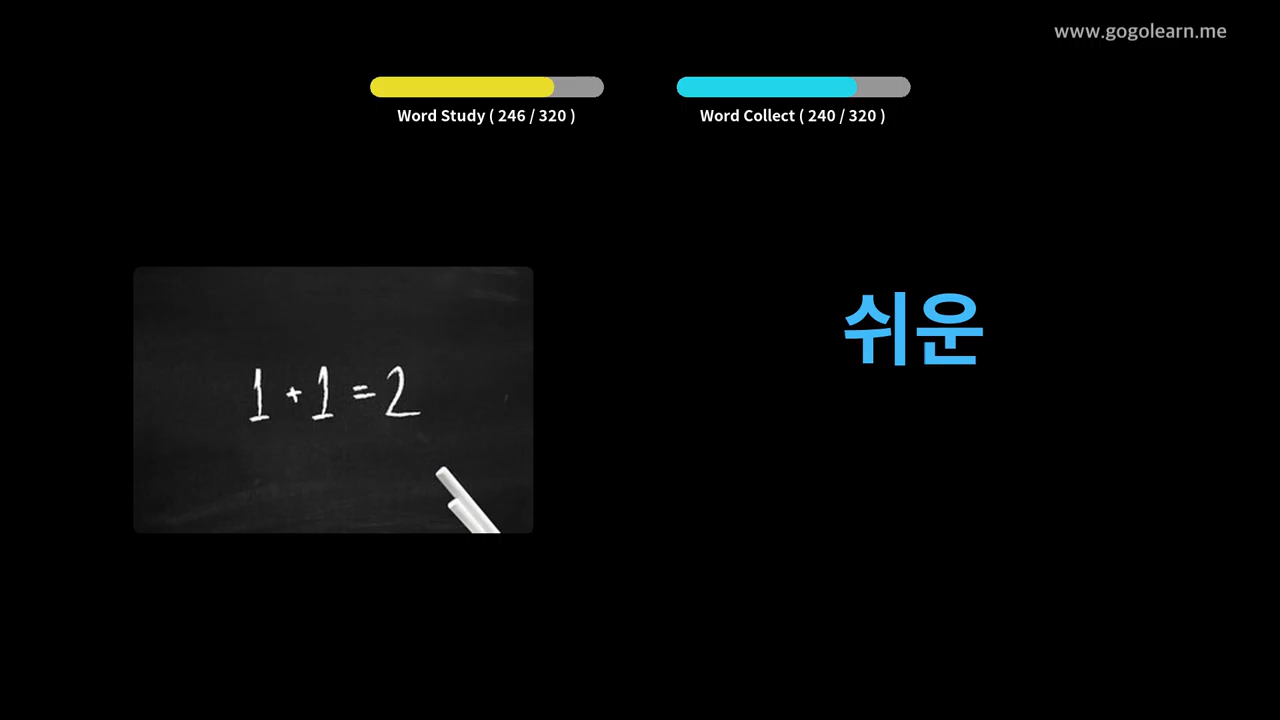 www.gogolearn.me
Word Study ( 246 / 320 )
Word Collect ( 240 / 320 )
쉬운
1 + 1 = 2